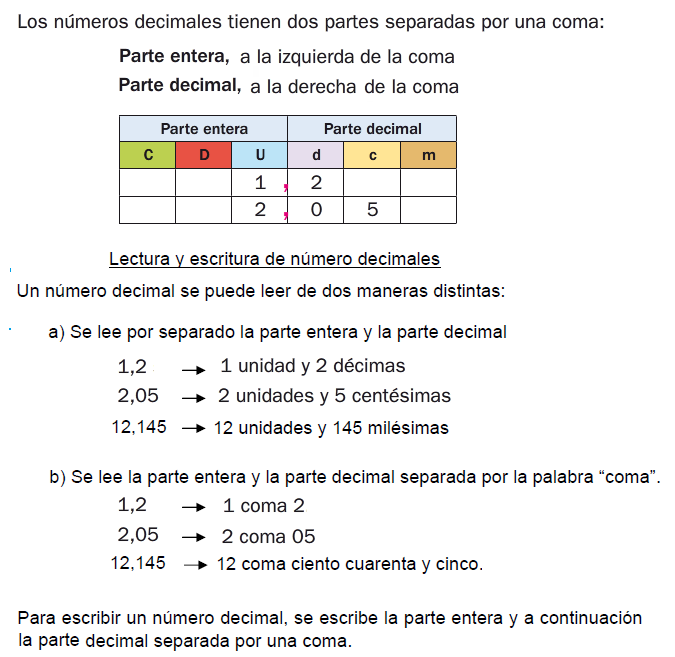 Los números decimales tienen dos partes separadas por una coma:
Parte entera, a la izquierda de la coma
Parte decimal, a la derecha de la coma
Parte entera Parte decimal
C D U d c m
1 , 2
2 , 0 5
Lectura y escritura de número decimales
Un número decimal se puede leer de dos maneras distintas:
a) Se lee por separado la parte entera y la parte decimal
1,2 → 1 unidad y 2 décimas
2,05 → 2 unidades y 5 centésimas
12,145 → 12 unidades y 145 milésimas
b) Se lee la parte entera y la parte decimal separada por la palabra “coma”.
1,2 → 1 coma 2
2,05 → 2 coma 05
12,145 → 12 coma ciento cuarenta y cinco.
Para escribir un número decimal, se escribe la parte entera y a continuación
la parte decimal separada por una coma.